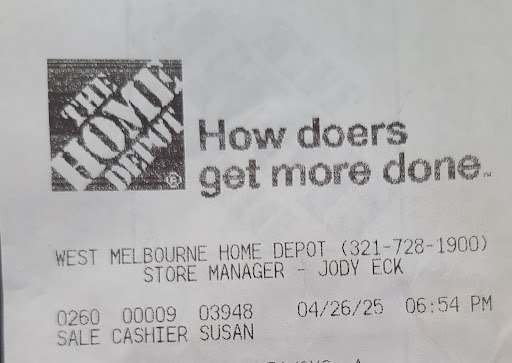 THE
HOME
DEPOT
®
How doers
get more done™
WEST MELBOURNE HOME DEPOT (321-728-1900)
STORE MANAGER - JODY ECK
0260 00009 03948 04/26/25 06:54 PM
SALE CASHIER SUSAN